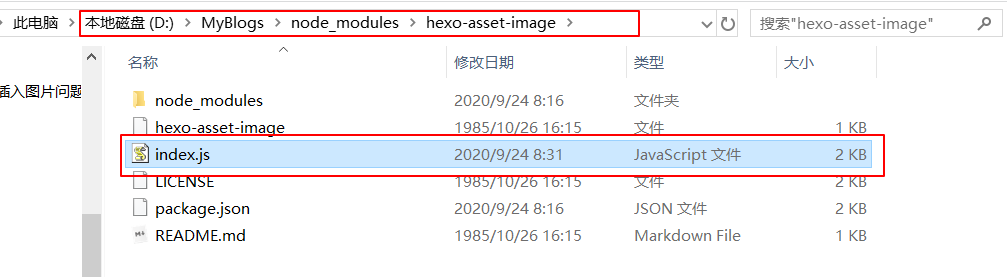 此电脑 > 本地磁盘 (D:) > MyBlogs > node_modules > hexo-asset-image >
搜索"hexo-asset-image"
名称 修改日期 类型 大小
插入图片问题
node_modules 2020/9/24 8:16 文件夹
hexo-asset-image 1985/10/26 16:15 文件 1 KB
index.js 2020/9/24 8:31 JavaScript 文件 2 KB
LICENSE 1985/10/26 16:15 文件 2 KB
package.json 2020/9/24 8:16 JSON 文件 2 KB
README.md 1985/10/26 16:15 Markdown File 1 KB